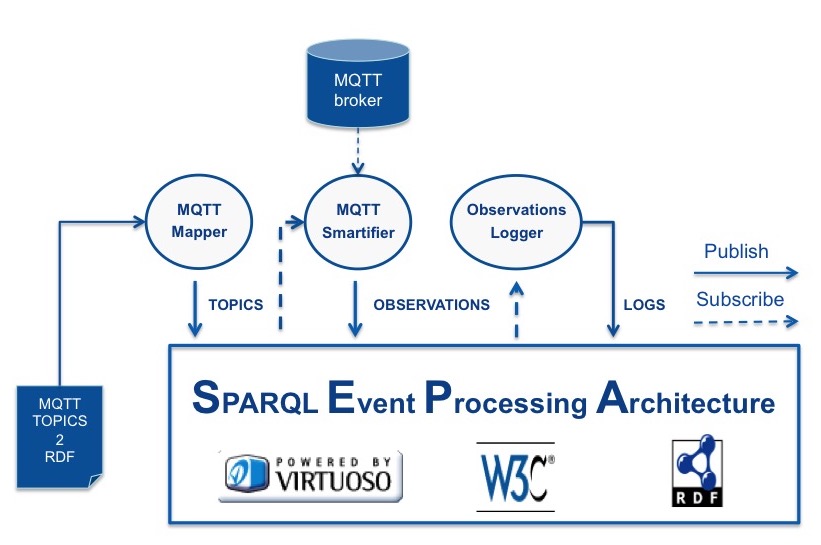 MQTT
broker
MQTT
Mapper
MQTT
Smartifier
Observations
Logger
Publish
Subscribe
TOPICS
OBSERVATIONS
LOGS
MQTT
TOPICS
2
RDF
SPARQL Event Processing Architecture
POWERED BY
VIRTUOSO
W3C®
RDF